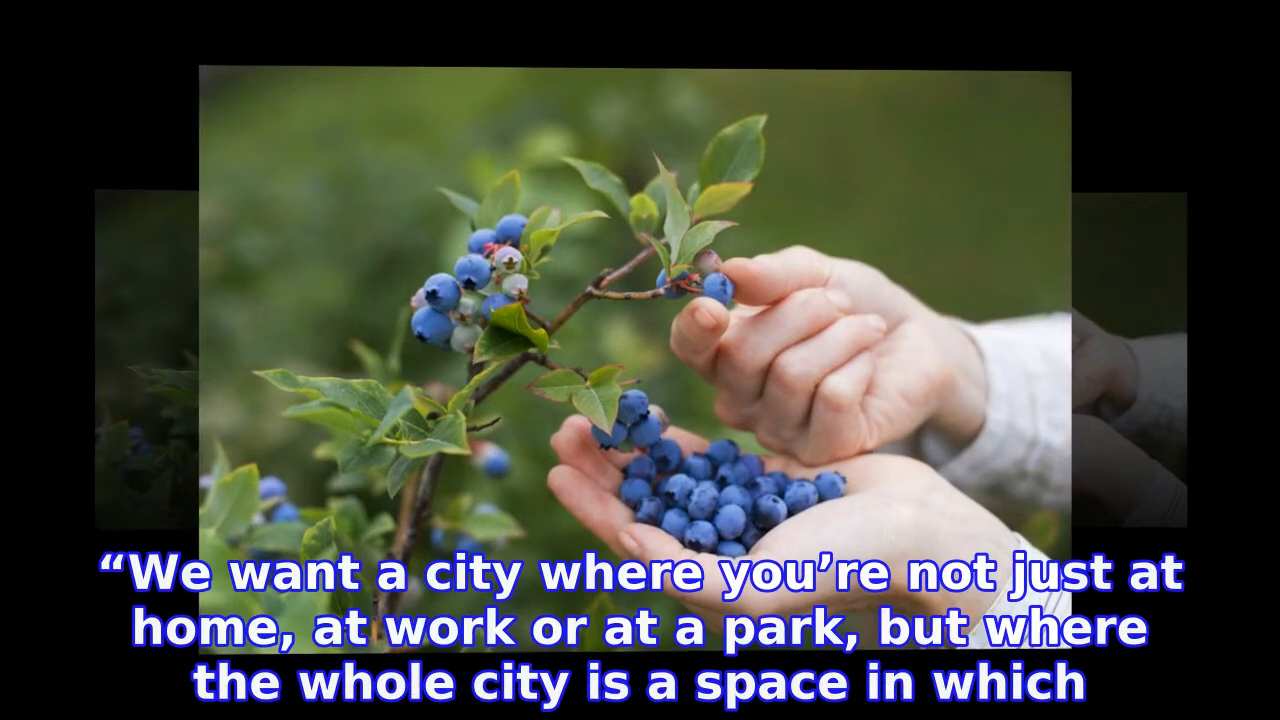 “We want a city where you’re not just at
home, at work or at a park, but where
the whole city is a space in which